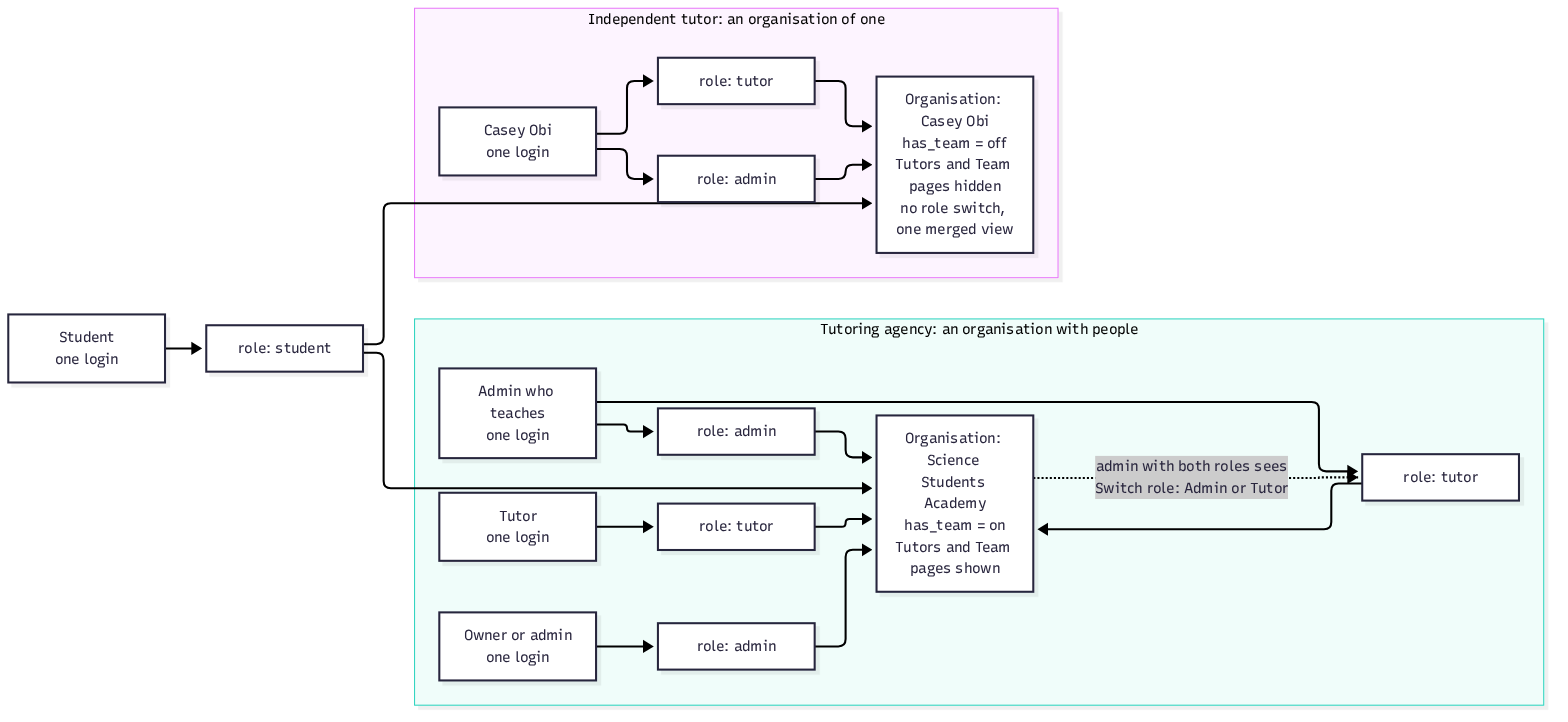 Independent tutor: an organisation of one
Casey Obi
one login
role: tutor
role: admin
Organisation:
Casey Obi
has_team = off
Tutors and Team
pages hidden
no role switch,
one merged view
Student
one login
role: student
Tutoring agency: an organisation with people
Admin who
teaches
one login
role: admin
Tutor
one login
role: tutor
Owner or admin
one login
role: admin
Organisation:
Science
Students
Academy
has_team = on
Tutors and Team
pages shown
admin with both roles sees
Switch role: Admin or Tutor
role: tutor